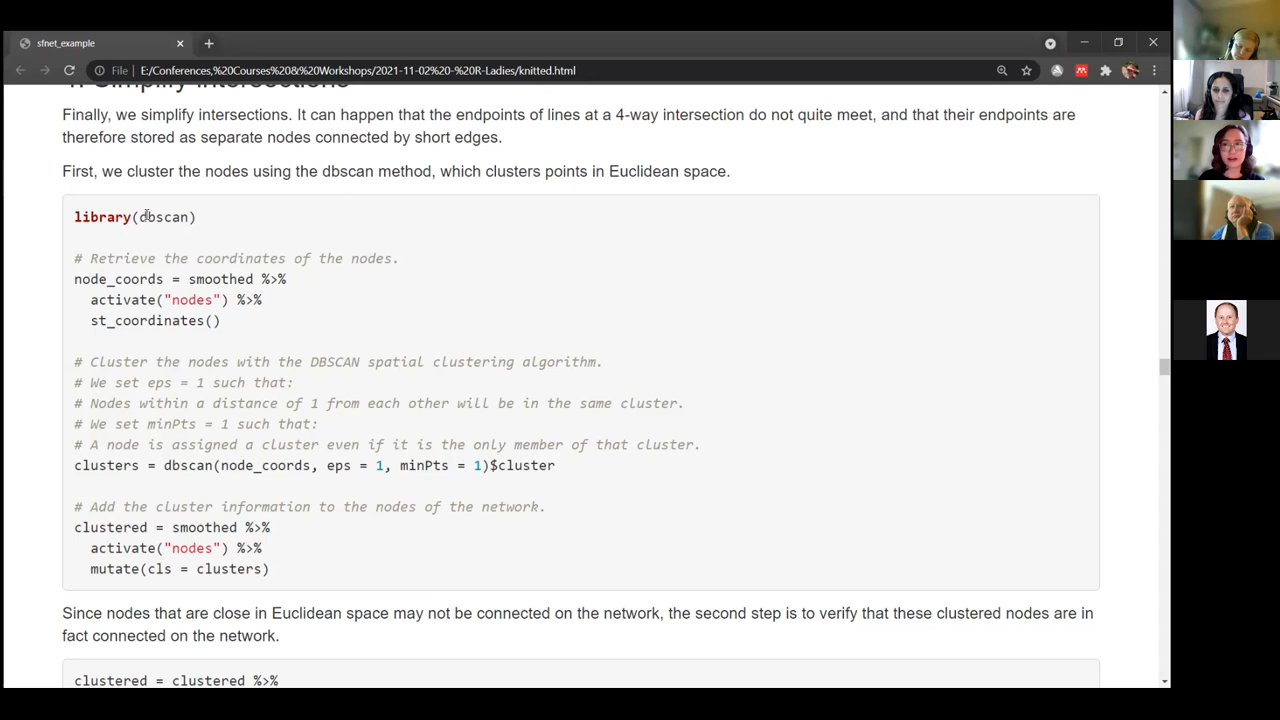 sfnet_example
File E:/Conferences,%20Courses%20&%20Workshops/2021-11-02%20-%20R-Ladies/knitted.html
4. Simplify intersections
Finally, we simplify intersections. It can happen that the endpoints of lines at a 4-way intersection do not quite meet, and that their endpoints are
therefore stored as separate nodes connected by short edges.
First, we cluster the nodes using the dbscan method, which clusters points in Euclidean space.
library(dbscan)
# Retrieve the coordinates of the nodes.
node_coords = smoothed %>%
activate("nodes") %>%
st_coordinates()
# Cluster the nodes with the DBSCAN spatial clustering algorithm.
# We set eps = 1 such that:
# Nodes within a distance of 1 from each other will be in the same cluster.
# We set minPts = 1 such that:
# A node is assigned a cluster even if it is the only member of that cluster.
clusters = dbscan(node_coords, eps = 1, minPts = 1)$cluster
# Add the cluster information to the nodes of the network.
clustered = smoothed %>%
activate("nodes") %>%
mutate(cls = clusters)
Since nodes that are close in Euclidean space may not be connected on the network, the second step is to verify that these clustered nodes are in
fact connected on the network.
clustered = clustered %>%